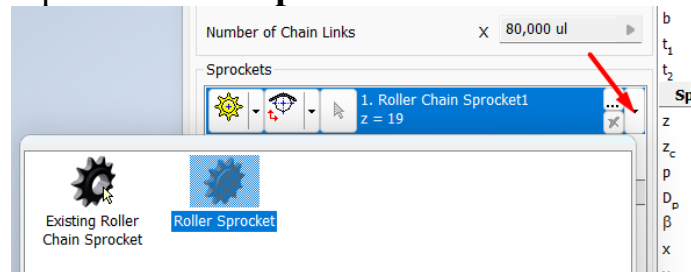 Number of Chain Links X 80,000 ul
Sprockets
1. Roller Chain Sprocket1
...
z = 19
Existing Roller
Chain Sprocket
Roller Sprocket
b
t1
t2
Sp
z
zc
p
Dp
β
x